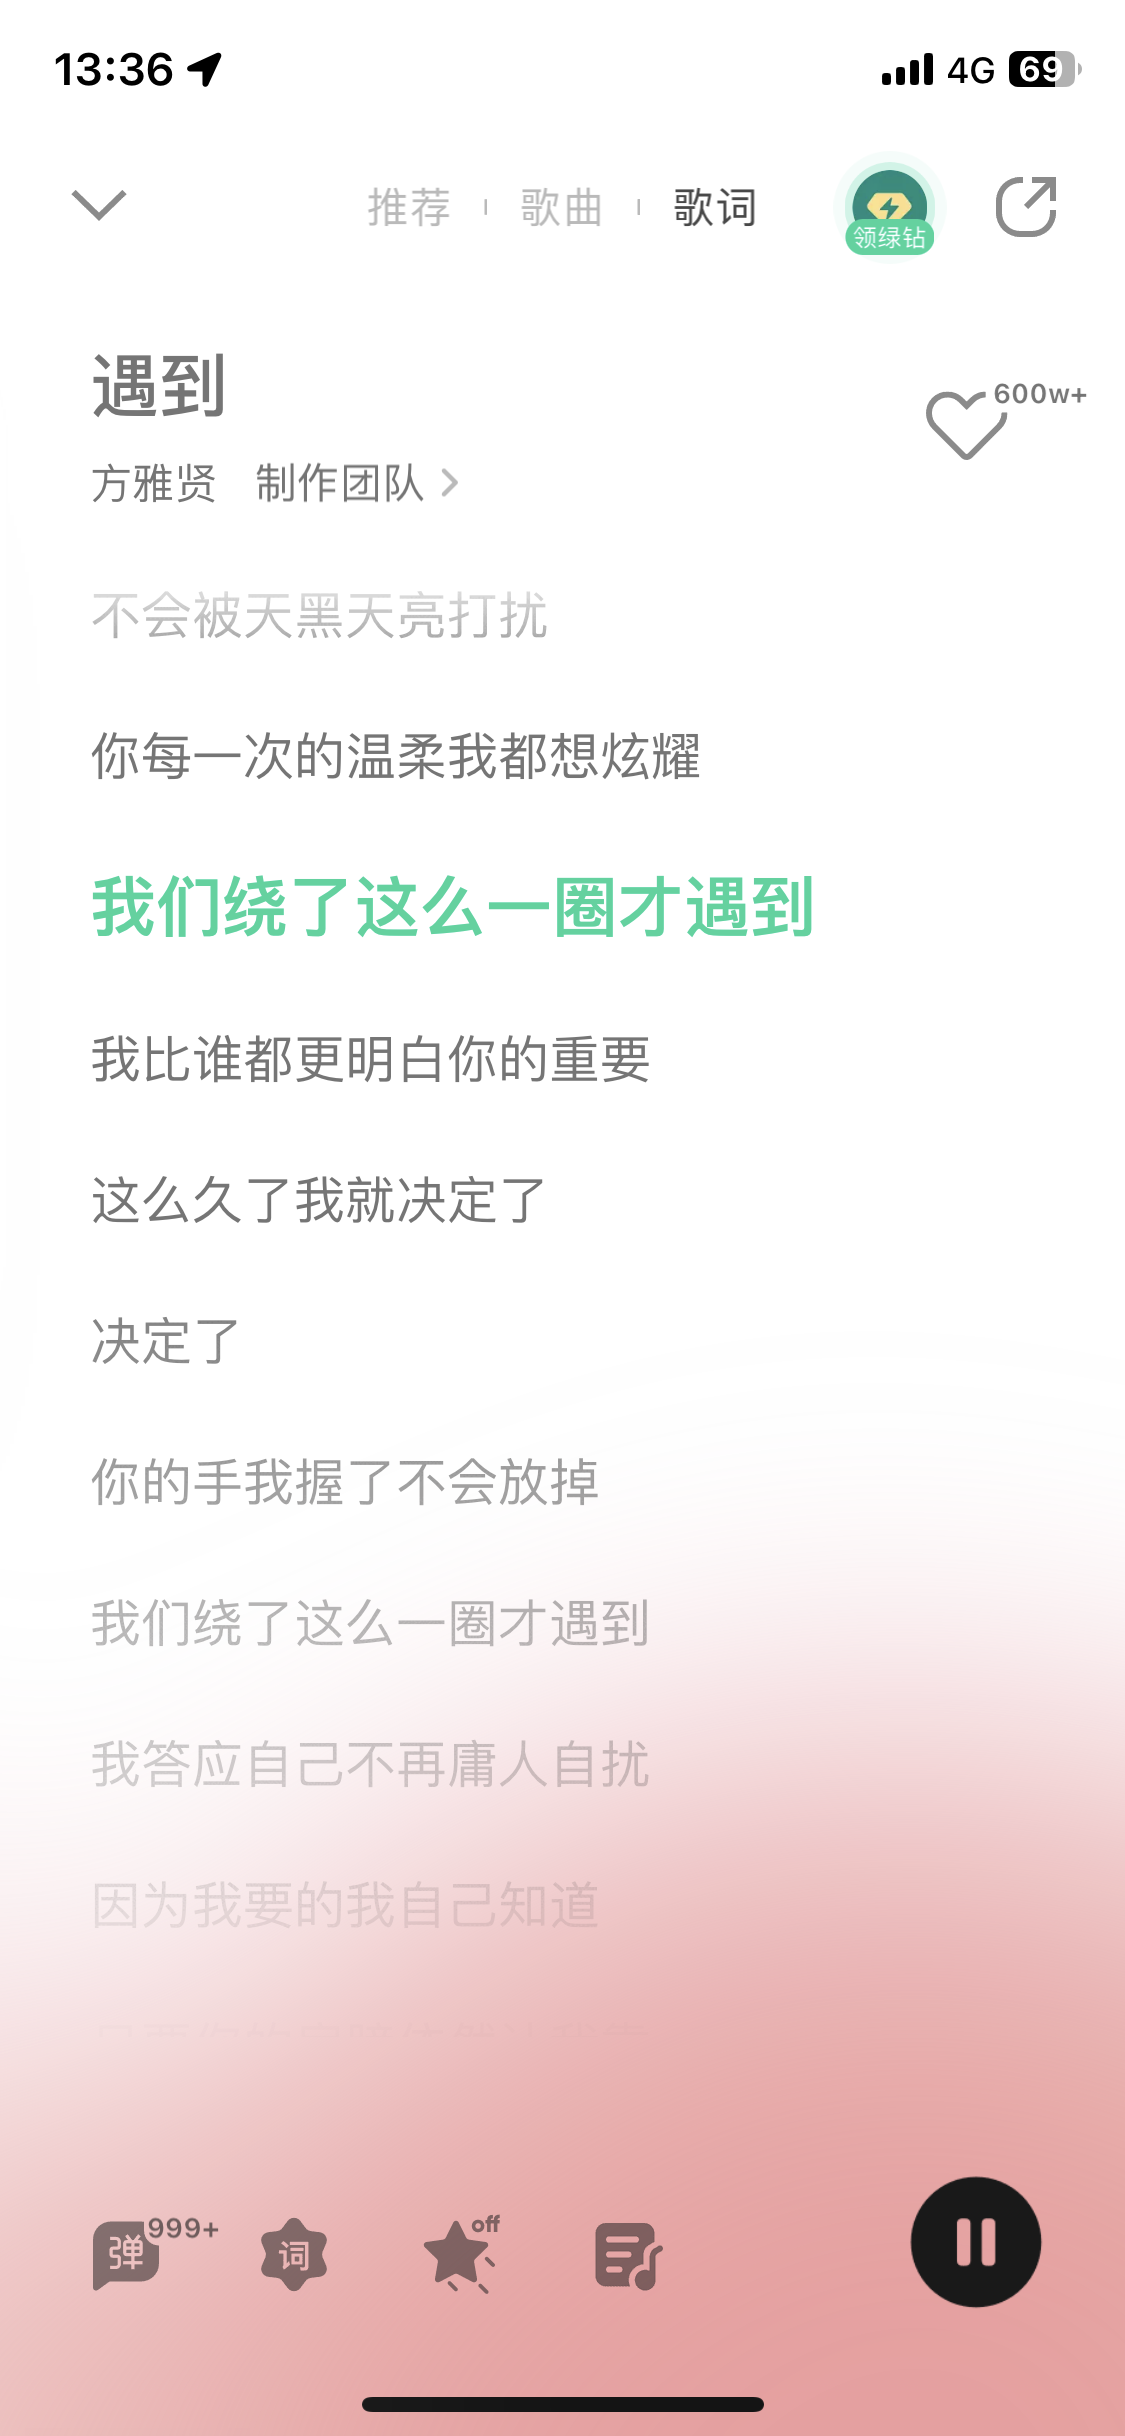 13:36 4G 69
推荐 歌曲 歌词 领绿钻
遇到
600w+
方雅贤 制作团队
不会被天黑天亮打扰
你每一次的温柔我都想炫耀
我们绕了这么一圈才遇到
我比谁都更明白你的重要
这么久了我就决定了
决定了
你的手我握了不会放掉
我们绕了这么一圈才遇到
我答应自己不再庸人自扰
因为我要的我自己知道
弹 999+ 词 off